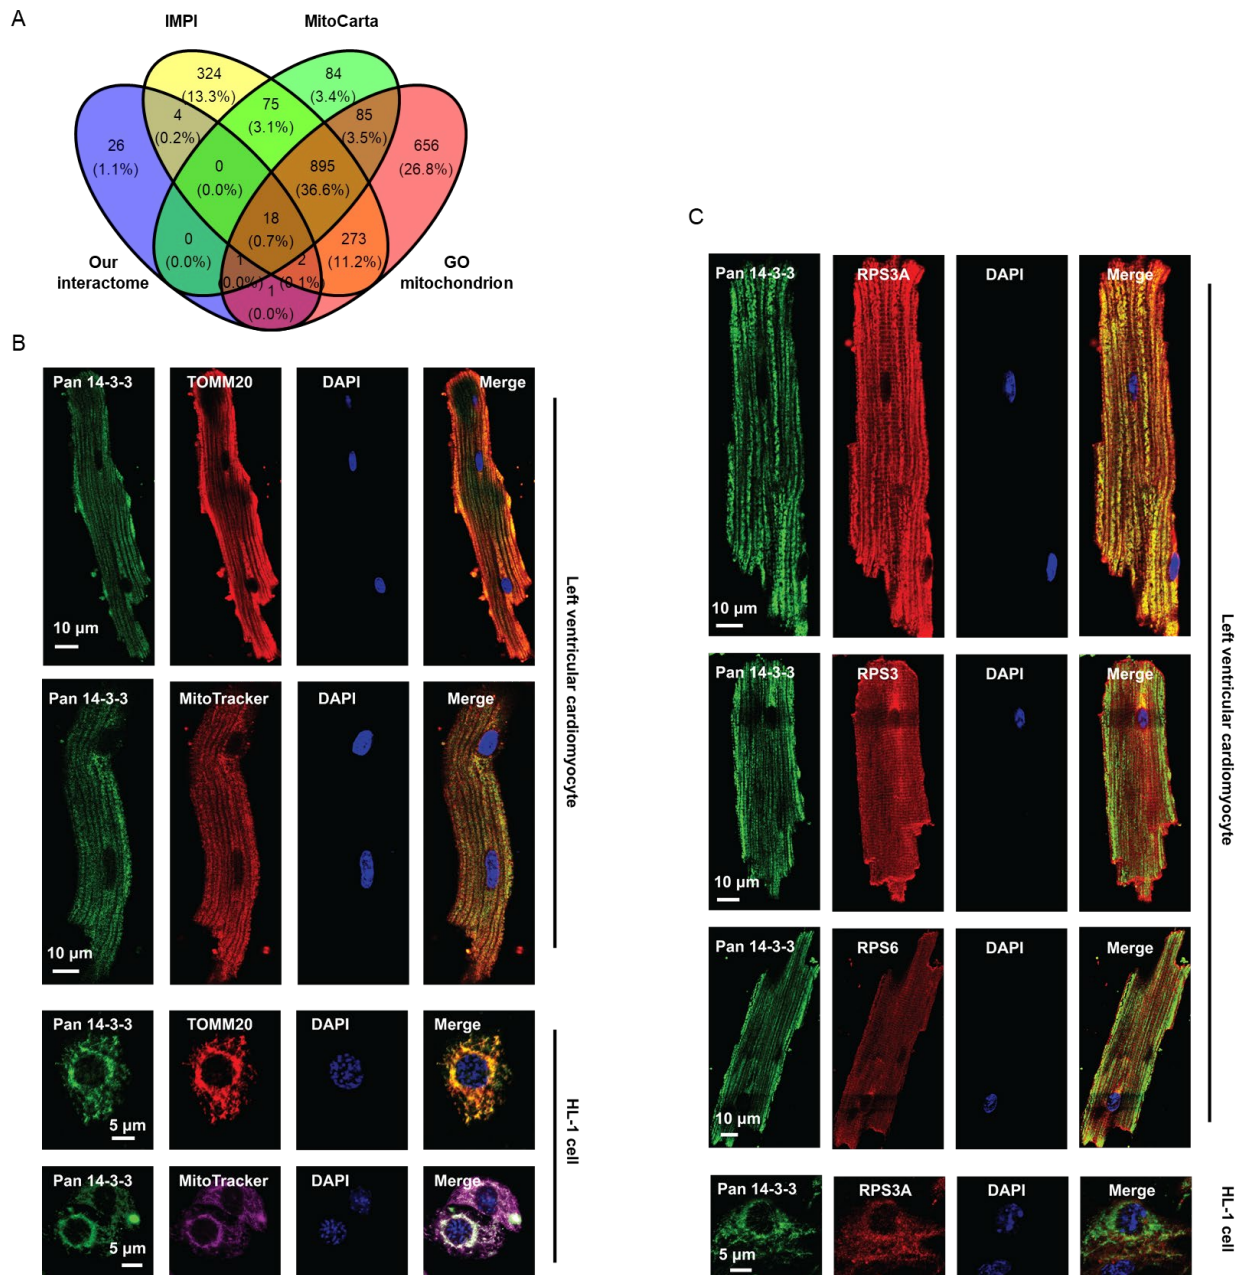 A
IMPI
MitoCarta
324
(13.3%)
84
(3.4%)
4
(0.2%)
75
(3.1%)
85
(3.5%)
26
(1.1%)
656
(26.8%)
0
(0.0%)
895
(36.6%)
18
(0.7%)
0
(0.0%)
273
(11.2%)
1
(0.0%)
2
(0.1%)
1
(0.0%)
Our
interactome
GO
mitochondrion
B
Pan 14-3-3 TOMM20 DAPI Merge
10 µm
Pan 14-3-3 MitoTracker DAPI Merge
10 µm
Left ventricular cardiomyocyte
Pan 14-3-3 TOMM20 DAPI Merge
5 µm
Pan 14-3-3 MitoTracker DAPI Merge
5 µm
HL-1 cell
C
Pan 14-3-3 RPS3A DAPI Merge
10 µm
Pan 14-3-3 RPS3 DAPI Merge
10 µm
Pan 14-3-3 RPS6 DAPI Merge
10 µm
Left ventricular cardiomyocyte
Pan 14-3-3 RPS3A DAPI Merge
5 µm
HL-1 cell